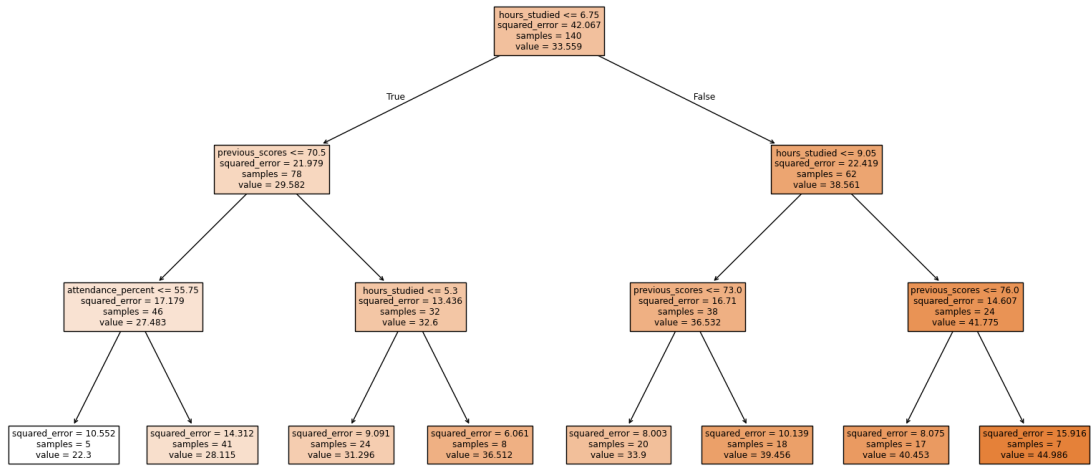 hours_studied <= 6.75
squared_error = 42.067
samples = 140
value = 33.559
True
False
previous_scores <= 70.5
squared_error = 21.979
samples = 78
value = 29.582
hours_studied <= 9.05
squared_error = 22.419
samples = 62
value = 38.561
attendance_percent <= 55.75
squared_error = 17.179
samples = 46
value = 27.483
hours_studied <= 5.3
squared_error = 13.436
samples = 32
value = 32.6
previous_scores <= 73.0
squared_error = 16.71
samples = 38
value = 36.532
previous_scores <= 76.0
squared_error = 14.607
samples = 24
value = 41.775
squared_error = 10.552
samples = 5
value = 22.3
squared_error = 14.312
samples = 41
value = 28.115
squared_error = 9.091
samples = 24
value = 31.296
squared_error = 6.061
samples = 8
value = 36.512
squared_error = 8.003
samples = 20
value = 33.9
squared_error = 10.139
samples = 18
value = 39.456
squared_error = 8.075
samples = 17
value = 40.453
squared_error = 15.916
samples = 7
value = 44.986